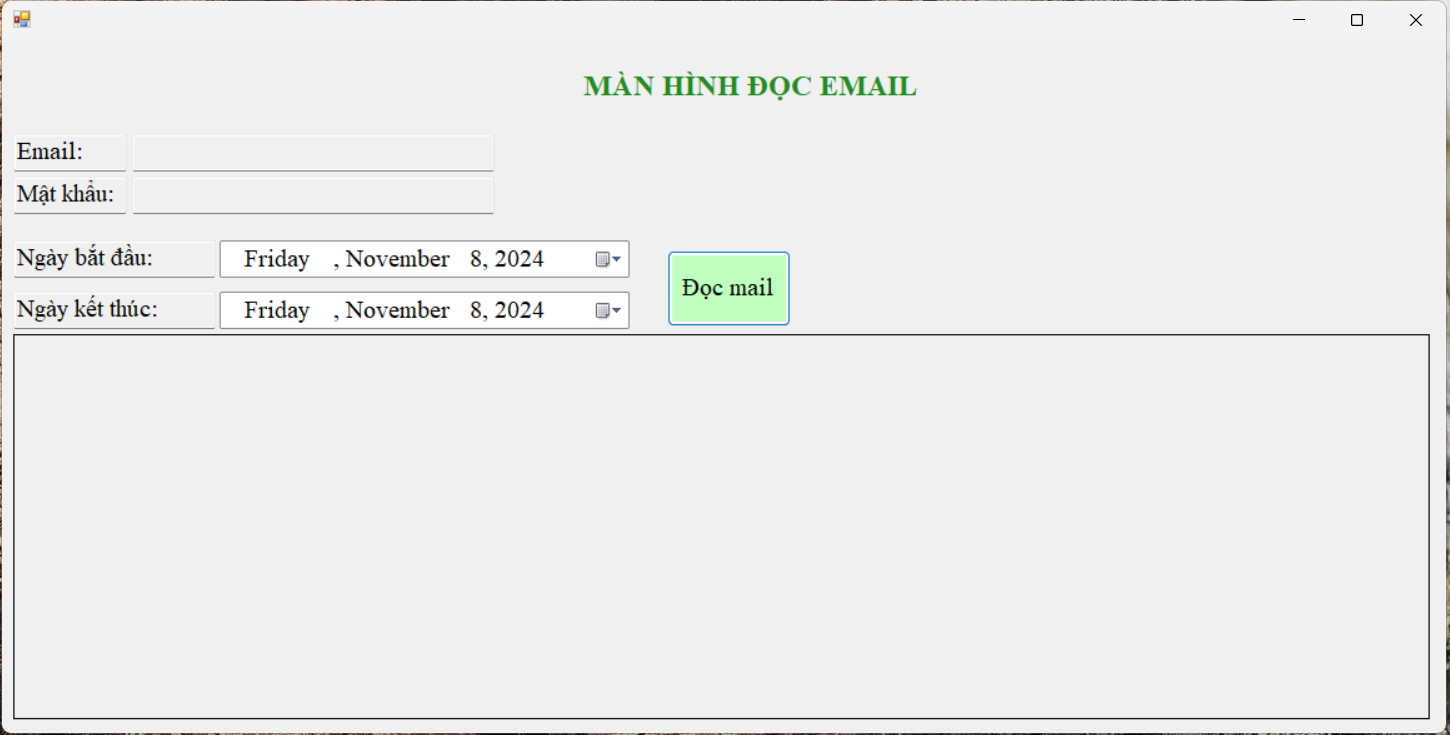 MÀN HÌNH ĐỌC EMAIL
Email:
Mật khẩu:
Ngày bắt đầu:
Friday , November 8, 2024
Ngày kết thúc:
Friday , November 8, 2024
Đọc mail